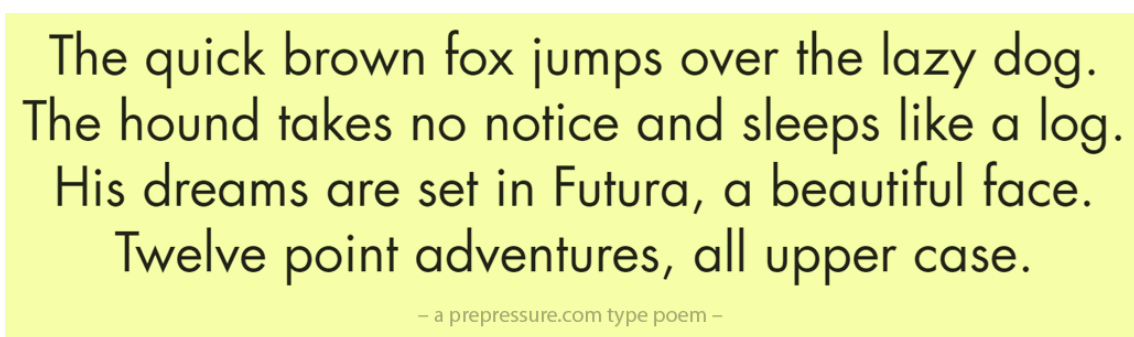 The quick brown fox jumps over the lazy dog.
The hound takes no notice and sleeps like a log.
His dreams are set in Futura, a beautiful face.
Twelve point adventures, all upper case.
– a prepressure.com type poem –